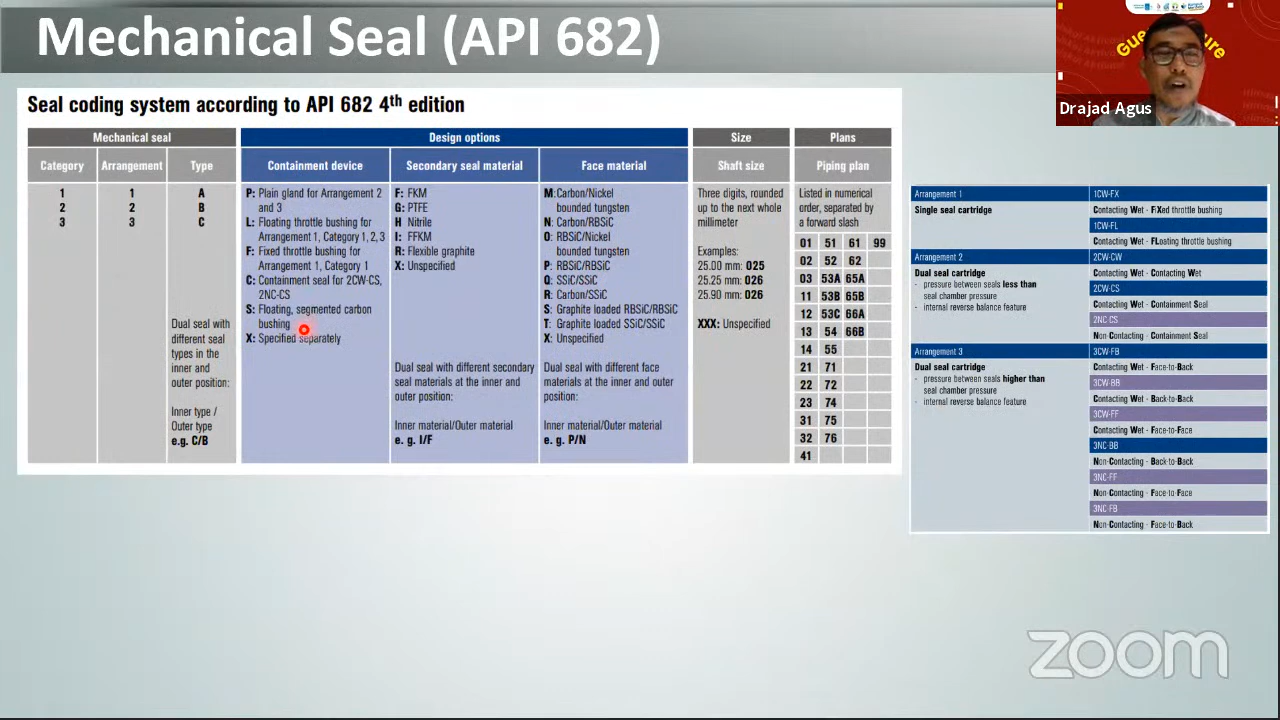 Mechanical Seal (API 682)
Drajad Agus
Seal coding system according to API 682 4th edition
Mechanical seal
Design options
Size
Plans
Category
Arrangement
Type
Containment device
Secondary seal material
Face material
Shaft size
Piping plan
1
2
3
1
2
3
A
B
C
Dual seal with
different seal
types in the
inner and
outer position:
Inner type /
Outer type
e.g. C/B
P: Plain gland for Arrangement 2
and 3
L: Floating throttle bushing for
Arrangement 1, Category 1,2,3
F: Fixed throttle bushing for
Arrangement 1, Category 1
C: Containment seal for 2CW-CS,
2NC-CS
S: Floating, segmented carbon
bushing
X: Specified separately
F: FKM
G: PTFE
H Nitrile
I: FFKM
R: Flexible graphite
X: Unspecified
Dual seal with different secondary
seal materials at the inner and
outer position:
Inner material/Outer material
e. g. I/F
M: Carbon/Nickel
bounded tungsten
N: Carbon/RBSiC
O: RBSiC/Nickel
bounded tungsten
P: RBSiC/RBSiC
Q: SSiC/SSiC
R: Carbon/SSiC
S: Graphite loaded RBSiC/RBSiC
T: Graphite loaded SSiC/SSiC
X: Unspecified
Dual seal with different face
materials at the inner and outer
position:
Inner material/Outer material
e. g. P/N
Three digits, rounded
up to the next whole
millimeter
Examples:
25.00 mm: 025
25.25 mm: 026
25.90 mm: 026
XXX: Unspecified
Listed in numerical
order, separated by
a forward slash
01 51 61 99
02 52 62
03 53A 65A
11 53B 65B
12 53C 66A
13 54 66B
14 55
21 71
22 72
23 74
31 75
32 76
41
Arrangement 1
1CW-FX
Single seal cartridge
Contacting Wet - FiXed throttle bushing
1CW-FL
Contacting Wet - FLoating throttle bushing
Arrangement 2
2CW-CW
Dual seal cartridge
- pressure between seals less than
seal chamber pressure
- internal reverse balance feature
Contacting Wet - Contacting Wet
2CW-CS
Contacting Wet - Containment Seal
2NC-CS
Non Contacting - Containment Seal
Arrangement 3
3CW-FB
Dual seal cartridge
- pressure between seals higher than
seal chamber pressure
- internal reverse balance feature
Contacting Wet - Face-to-Back
3CW-BB
Contacting Wet - Back-to-Back
3CW-FF
Contacting Wet - Face-to-Face
3NC-BB
Non-Contacting - Back-to-Back
3NC-FF
Non-Contacting - Face-to-Face
3NC-FB
Non-Contacting - Face-to-Back
zoom